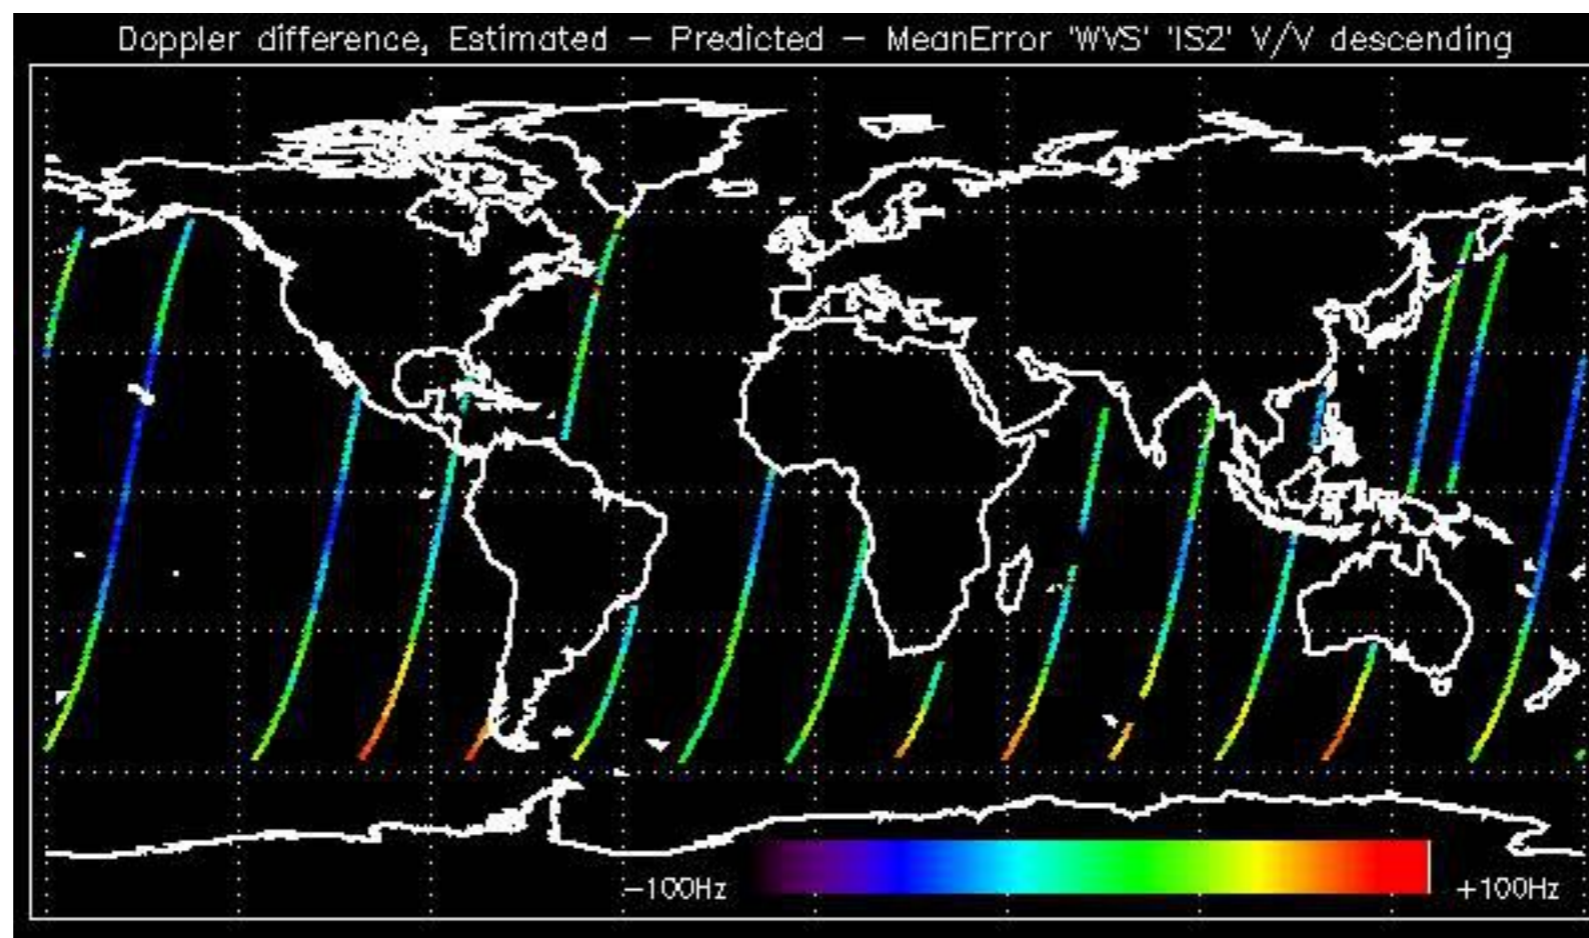 Doppler difference, Estimated – Predicted – MeanError 'WVS' 'IS2' V/V descending
–100Hz +100Hz